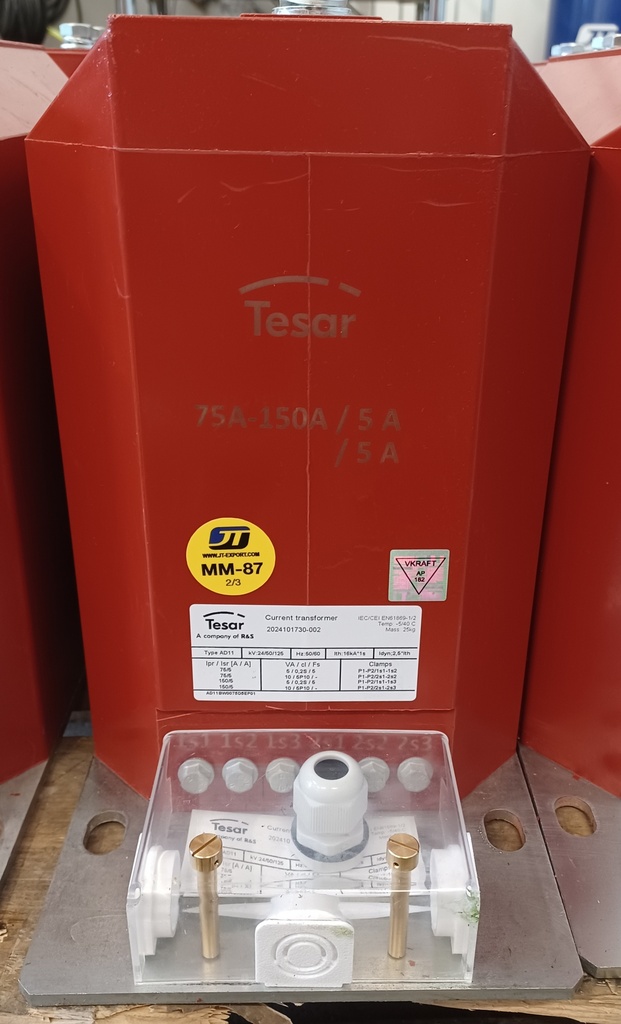 Tesar
75A-150A / 5 A
/ 5 A
JT
WWW.JT-EXPORT.COM
MM-87
2/3
VKRAFT
AP
182
Tesar
A company of R&S
Current transformer
2024101730-002
IEC/CEI EN61869-1/2
Temp. -5/40 C
Mass: 25kg
Type AD11 kV:24/50/125 Hz:50/60 Ith:16kA*1s Idyn:2,5*Ith
Ipr / Isr [A / A] VA / cl / Fs Clamps
75/5 5 / 0,2S / 5 P1-P2/1s1-1s2
75/5 10 / 5P10 / - P1-P2/2s1-2s2
150/5 5 / 0,2S / 5 P1-P2/1s1-1s3
150/5 10 / 5P10 / - P1-P2/2s1-2s3
1s1 1s2 1s3 2s2 2s3
Tesar